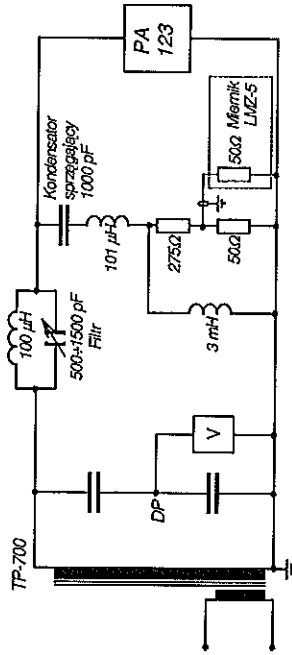 TP-700
DP
V
100 μH
500÷1500 pF
Filtr
Kondensator
sprzęgający
1000 pF
101 μH
3 mH
275Ω
50Ω
50Ω
Miernik
LMZ-5
PA
123